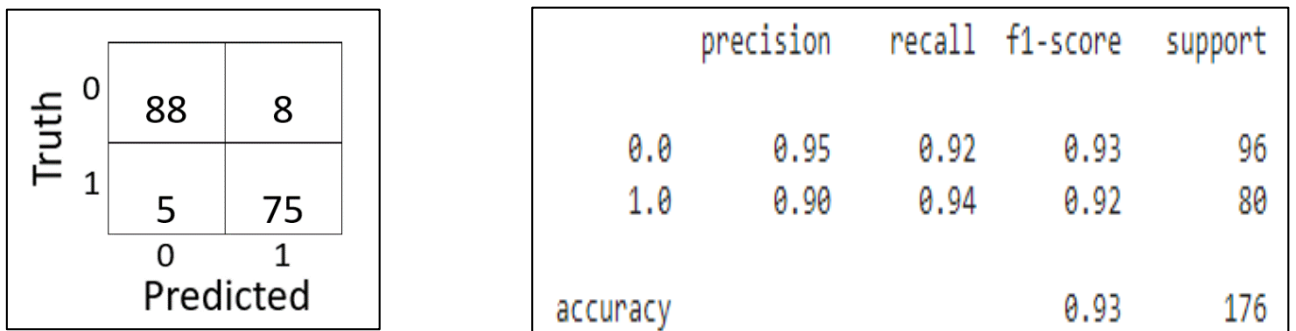 Truth
0
88 8
1
5 75
0 1
Predicted
precision recall f1-score support
0.0 0.95 0.92 0.93 96
1.0 0.90 0.94 0.92 80
accuracy 0.93 176